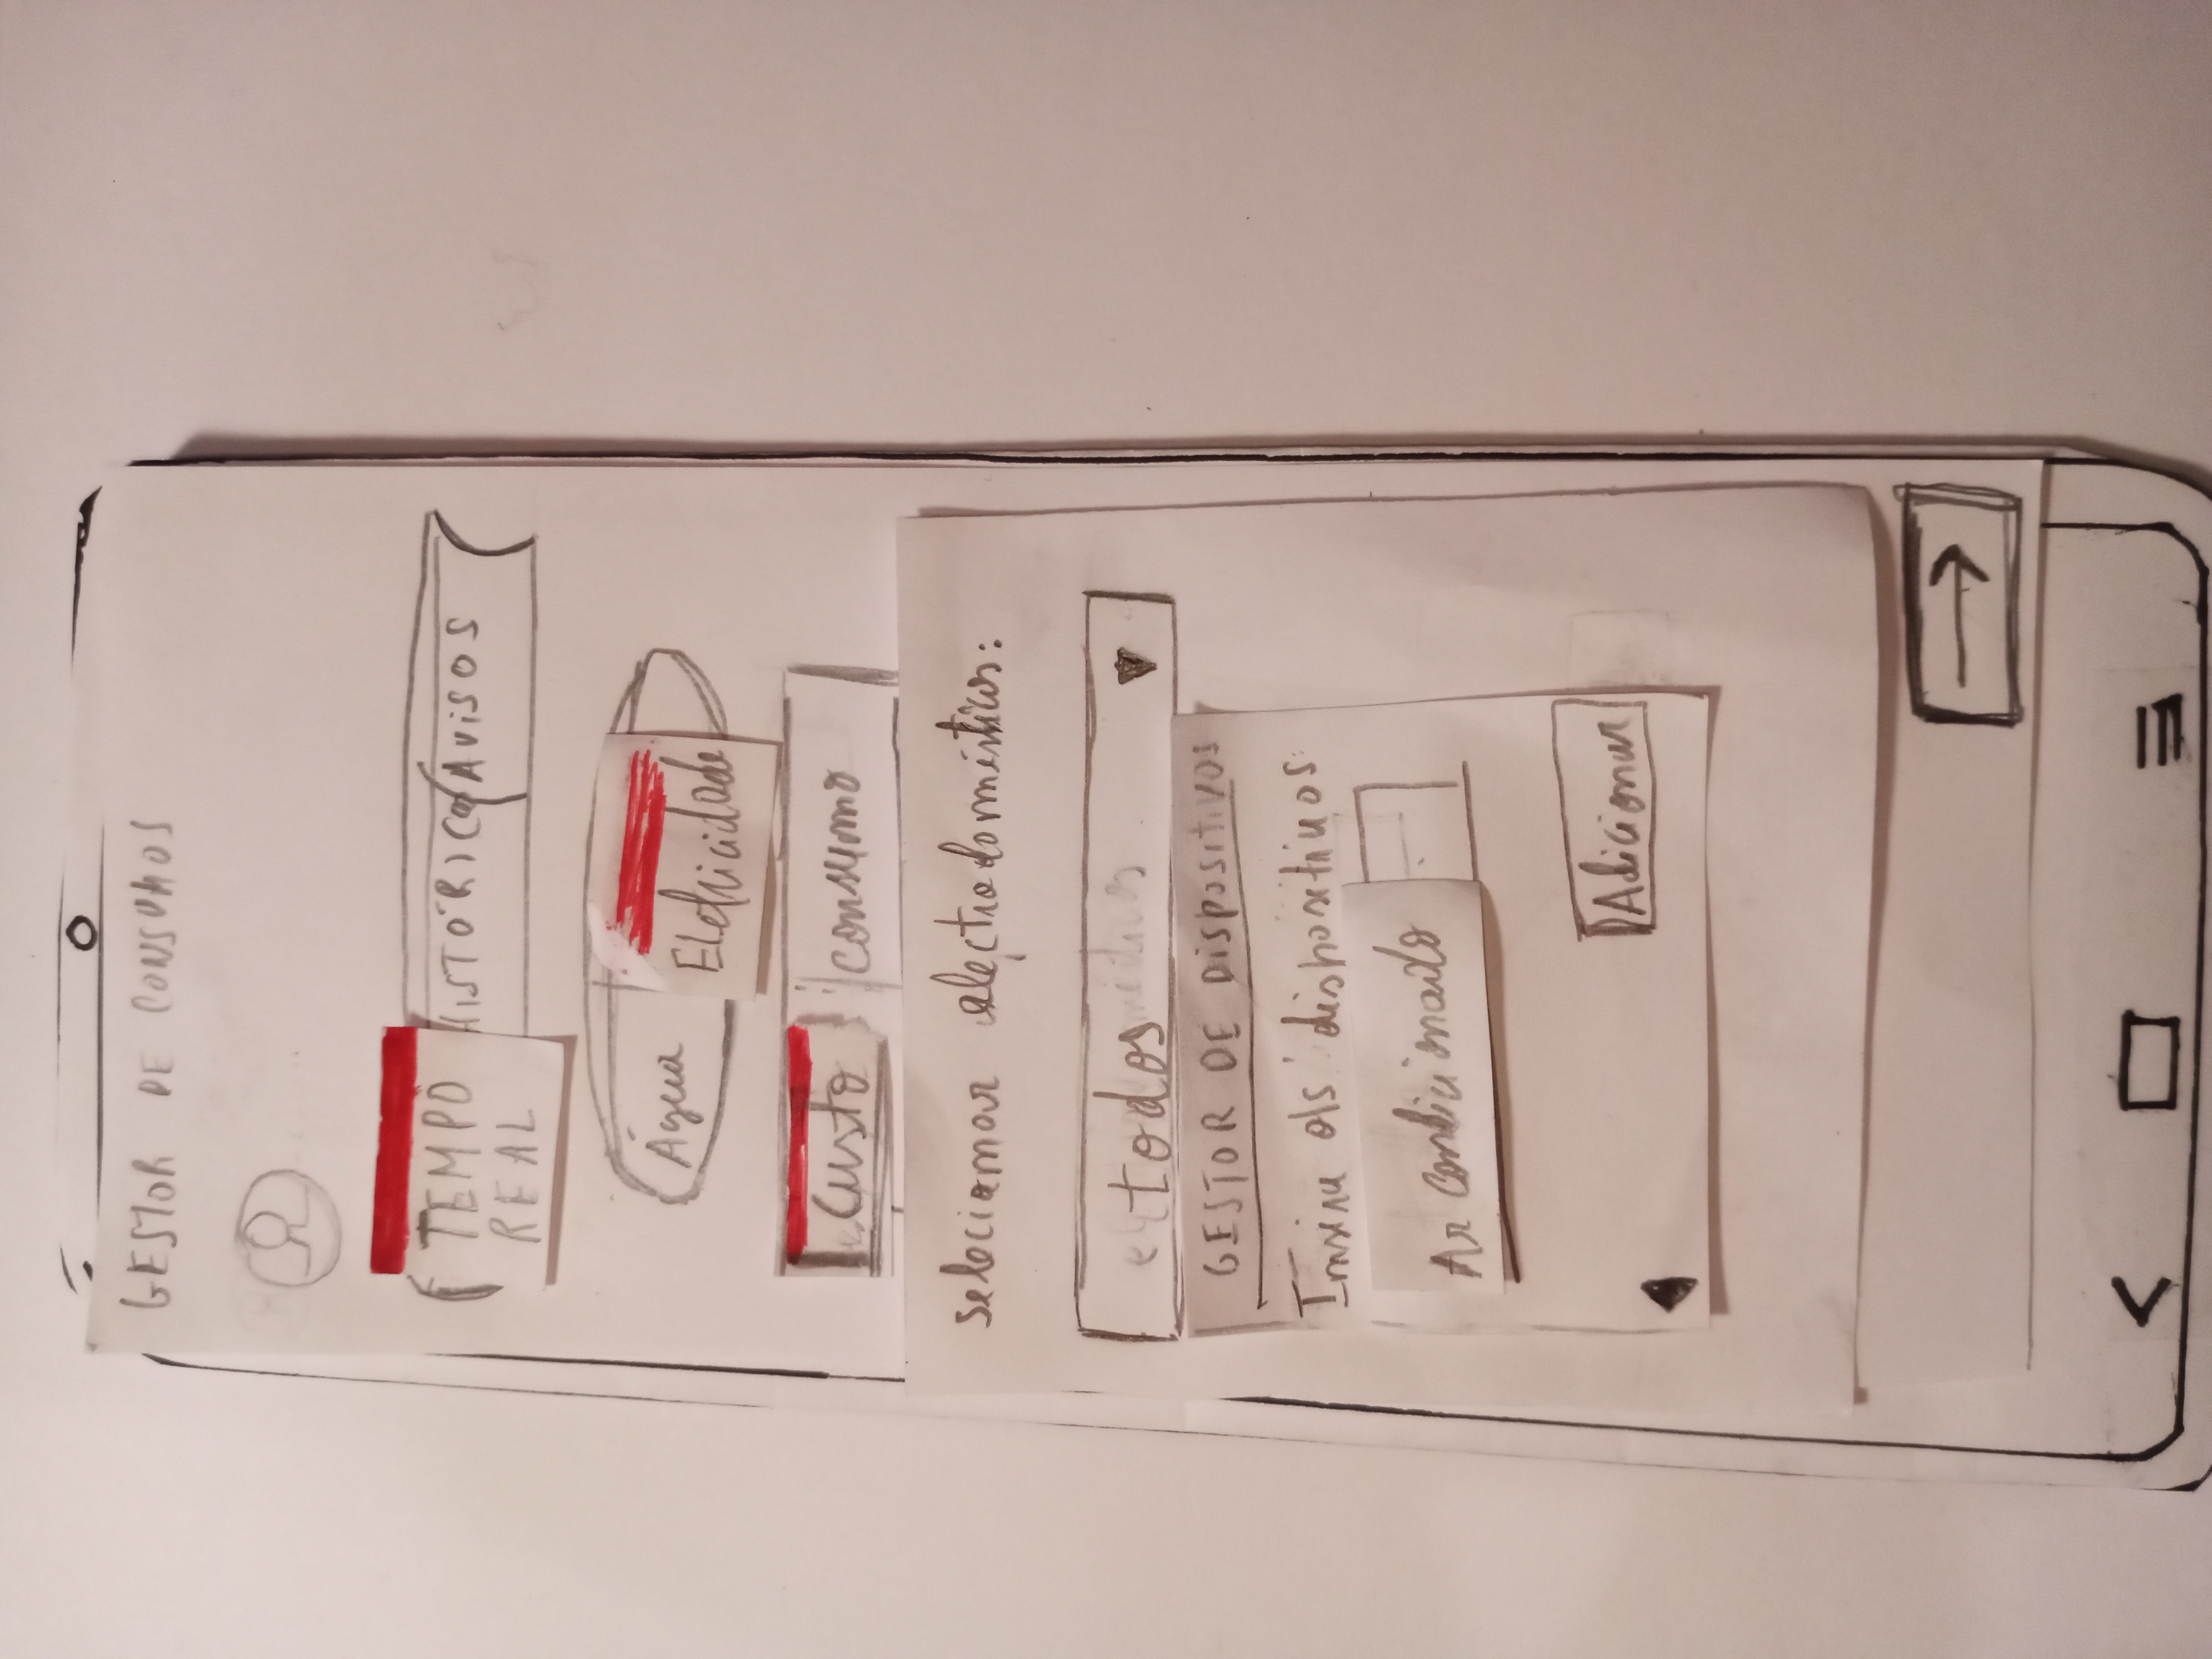 GESTOR DE CONSUMOS
TEMPO
REAL
HISTÓRICO
AVISOS
Água
Eletricidade
Custo
consumo
selecionar electrodomésticos:
todos
GESTOR DE DISPOSITIVOS
Insira os dispositivos:
Ar condicionado
Adicionar